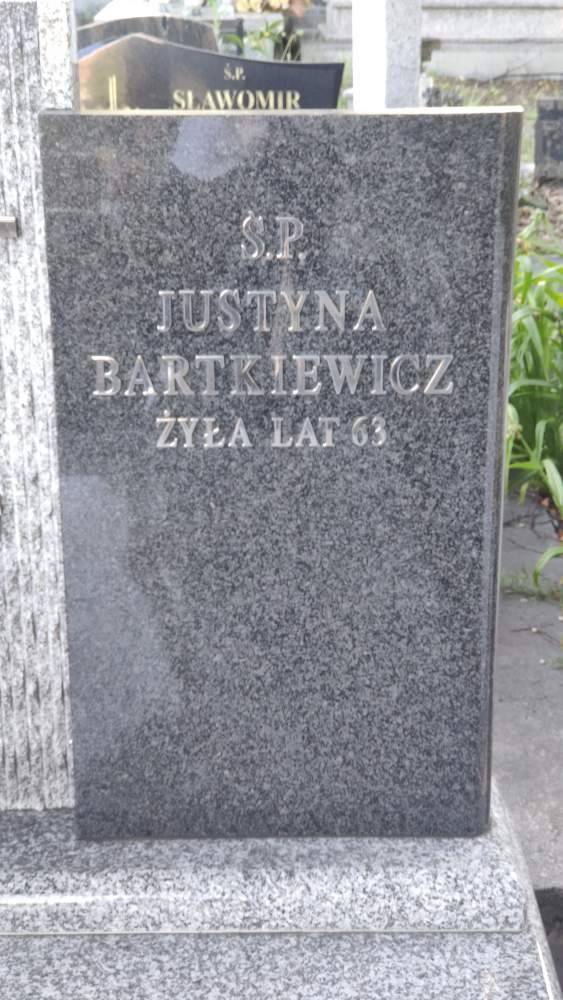 Ś.P.
SŁAWOMIR
Ś.P.
JUSTYNA
BARTKIEWICZ
ŻYŁA LAT 63